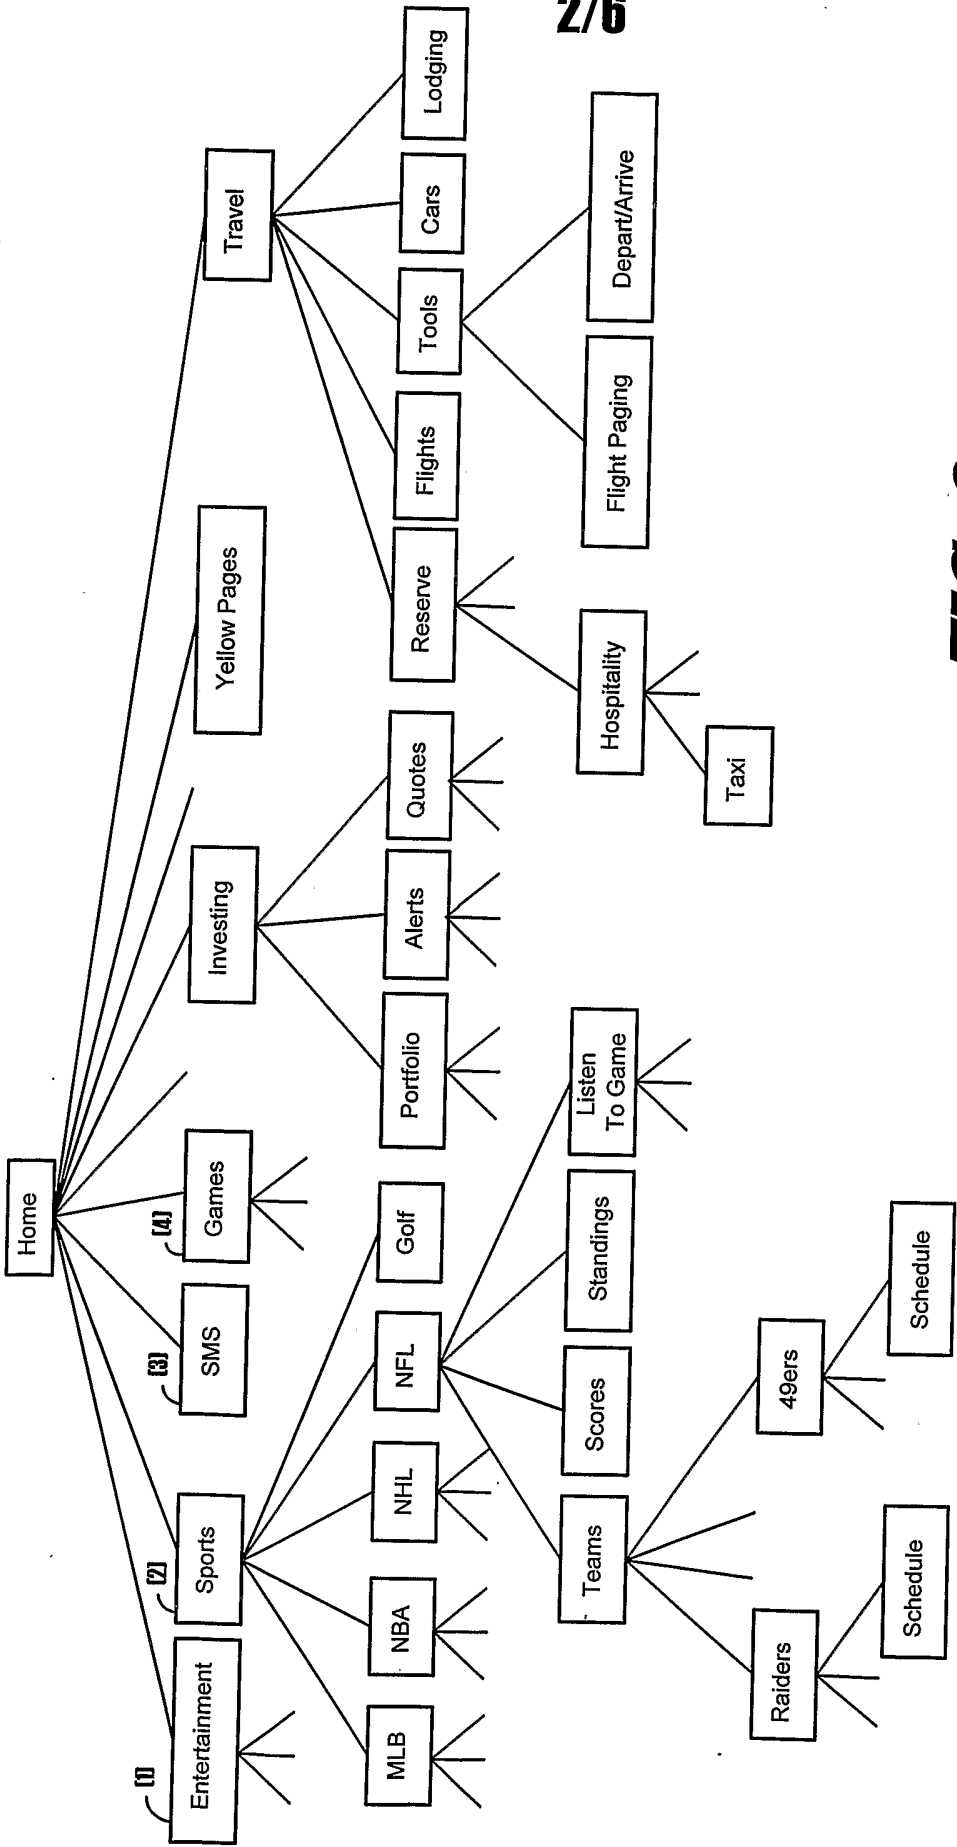 2/6
Home
[1]
Entertainment
[2]
Sports
[3]
SMS
[4]
Games
Investing
Yellow Pages
Travel
MLB
NBA
NHL
NFL
Golf
Portfolio
Alerts
Quotes
Reserve
Flights
Tools
Cars
Lodging
Teams
Scores
Standings
Listen
To Game
Hospitality
Flight Paging
Depart/Arrive
Taxi
Raiders
49ers
Schedule
Schedule